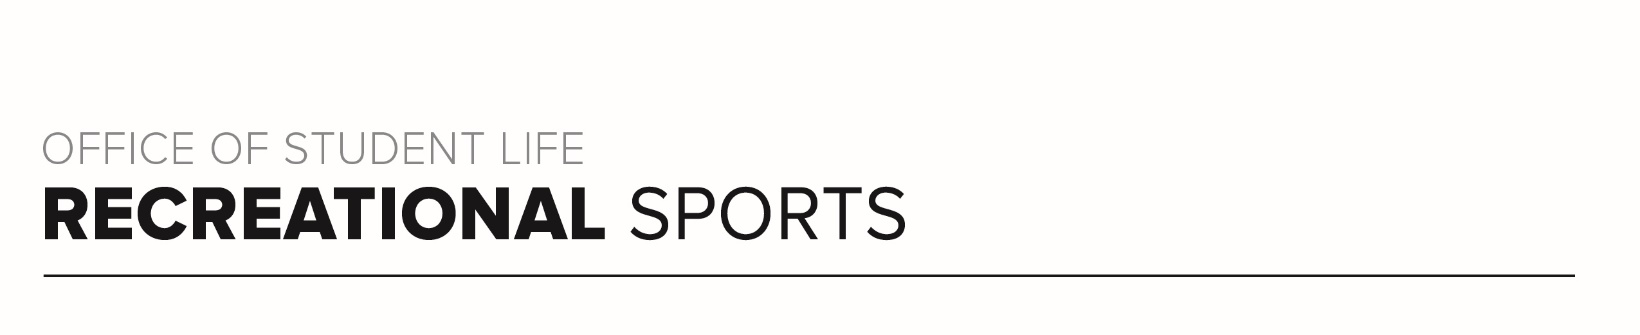 OFFICE OF STUDENT LIFE
RECREATIONAL SPORTS